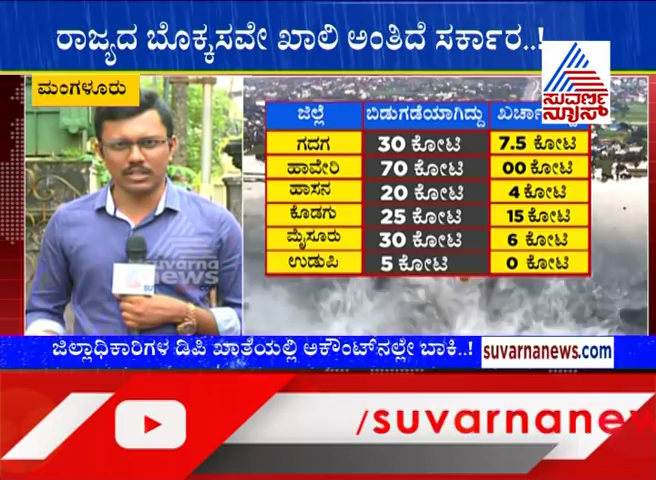 ರಾಜ್ಯದ ಬೊಕ್ಕಸವೇ ಖಾಲಿ ಅಂತಿದೆ ಸರ್ಕಾರ..!
ಸುವರ್ಣ ನ್ಯೂಸ್
ಮಂಗಳೂರು
ಜಿಲ್ಲೆ ಬಿಡುಗಡೆಯಾಗಿದ್ದು
ಗದಗ 30 ಕೋಟಿ 7.5 ಕೋಟಿ
ಹಾವೇರಿ 70 ಕೋಟಿ 00 ಕೋಟಿ
ಹಾಸನ 20 ಕೋಟಿ 4 ಕೋಟಿ
ಕೊಡಗು 25 ಕೋಟಿ 15 ಕೋಟಿ
ಮೈಸೂರು 30 ಕೋಟಿ 6 ಕೋಟಿ
ಉಡುಪಿ 5 ಕೋಟಿ 0 ಕೋಟಿ
suvarna
NEWS
ಜಿಲ್ಲಾಧಿಕಾರಿಗಳ ಡಿಪಿ ಖಾತೆಯಲ್ಲಿ ಅಕೌಂಟ್‌ನಲ್ಲೇ ಬಾಕಿ..!
suvarnanews.com
/suvarnanew